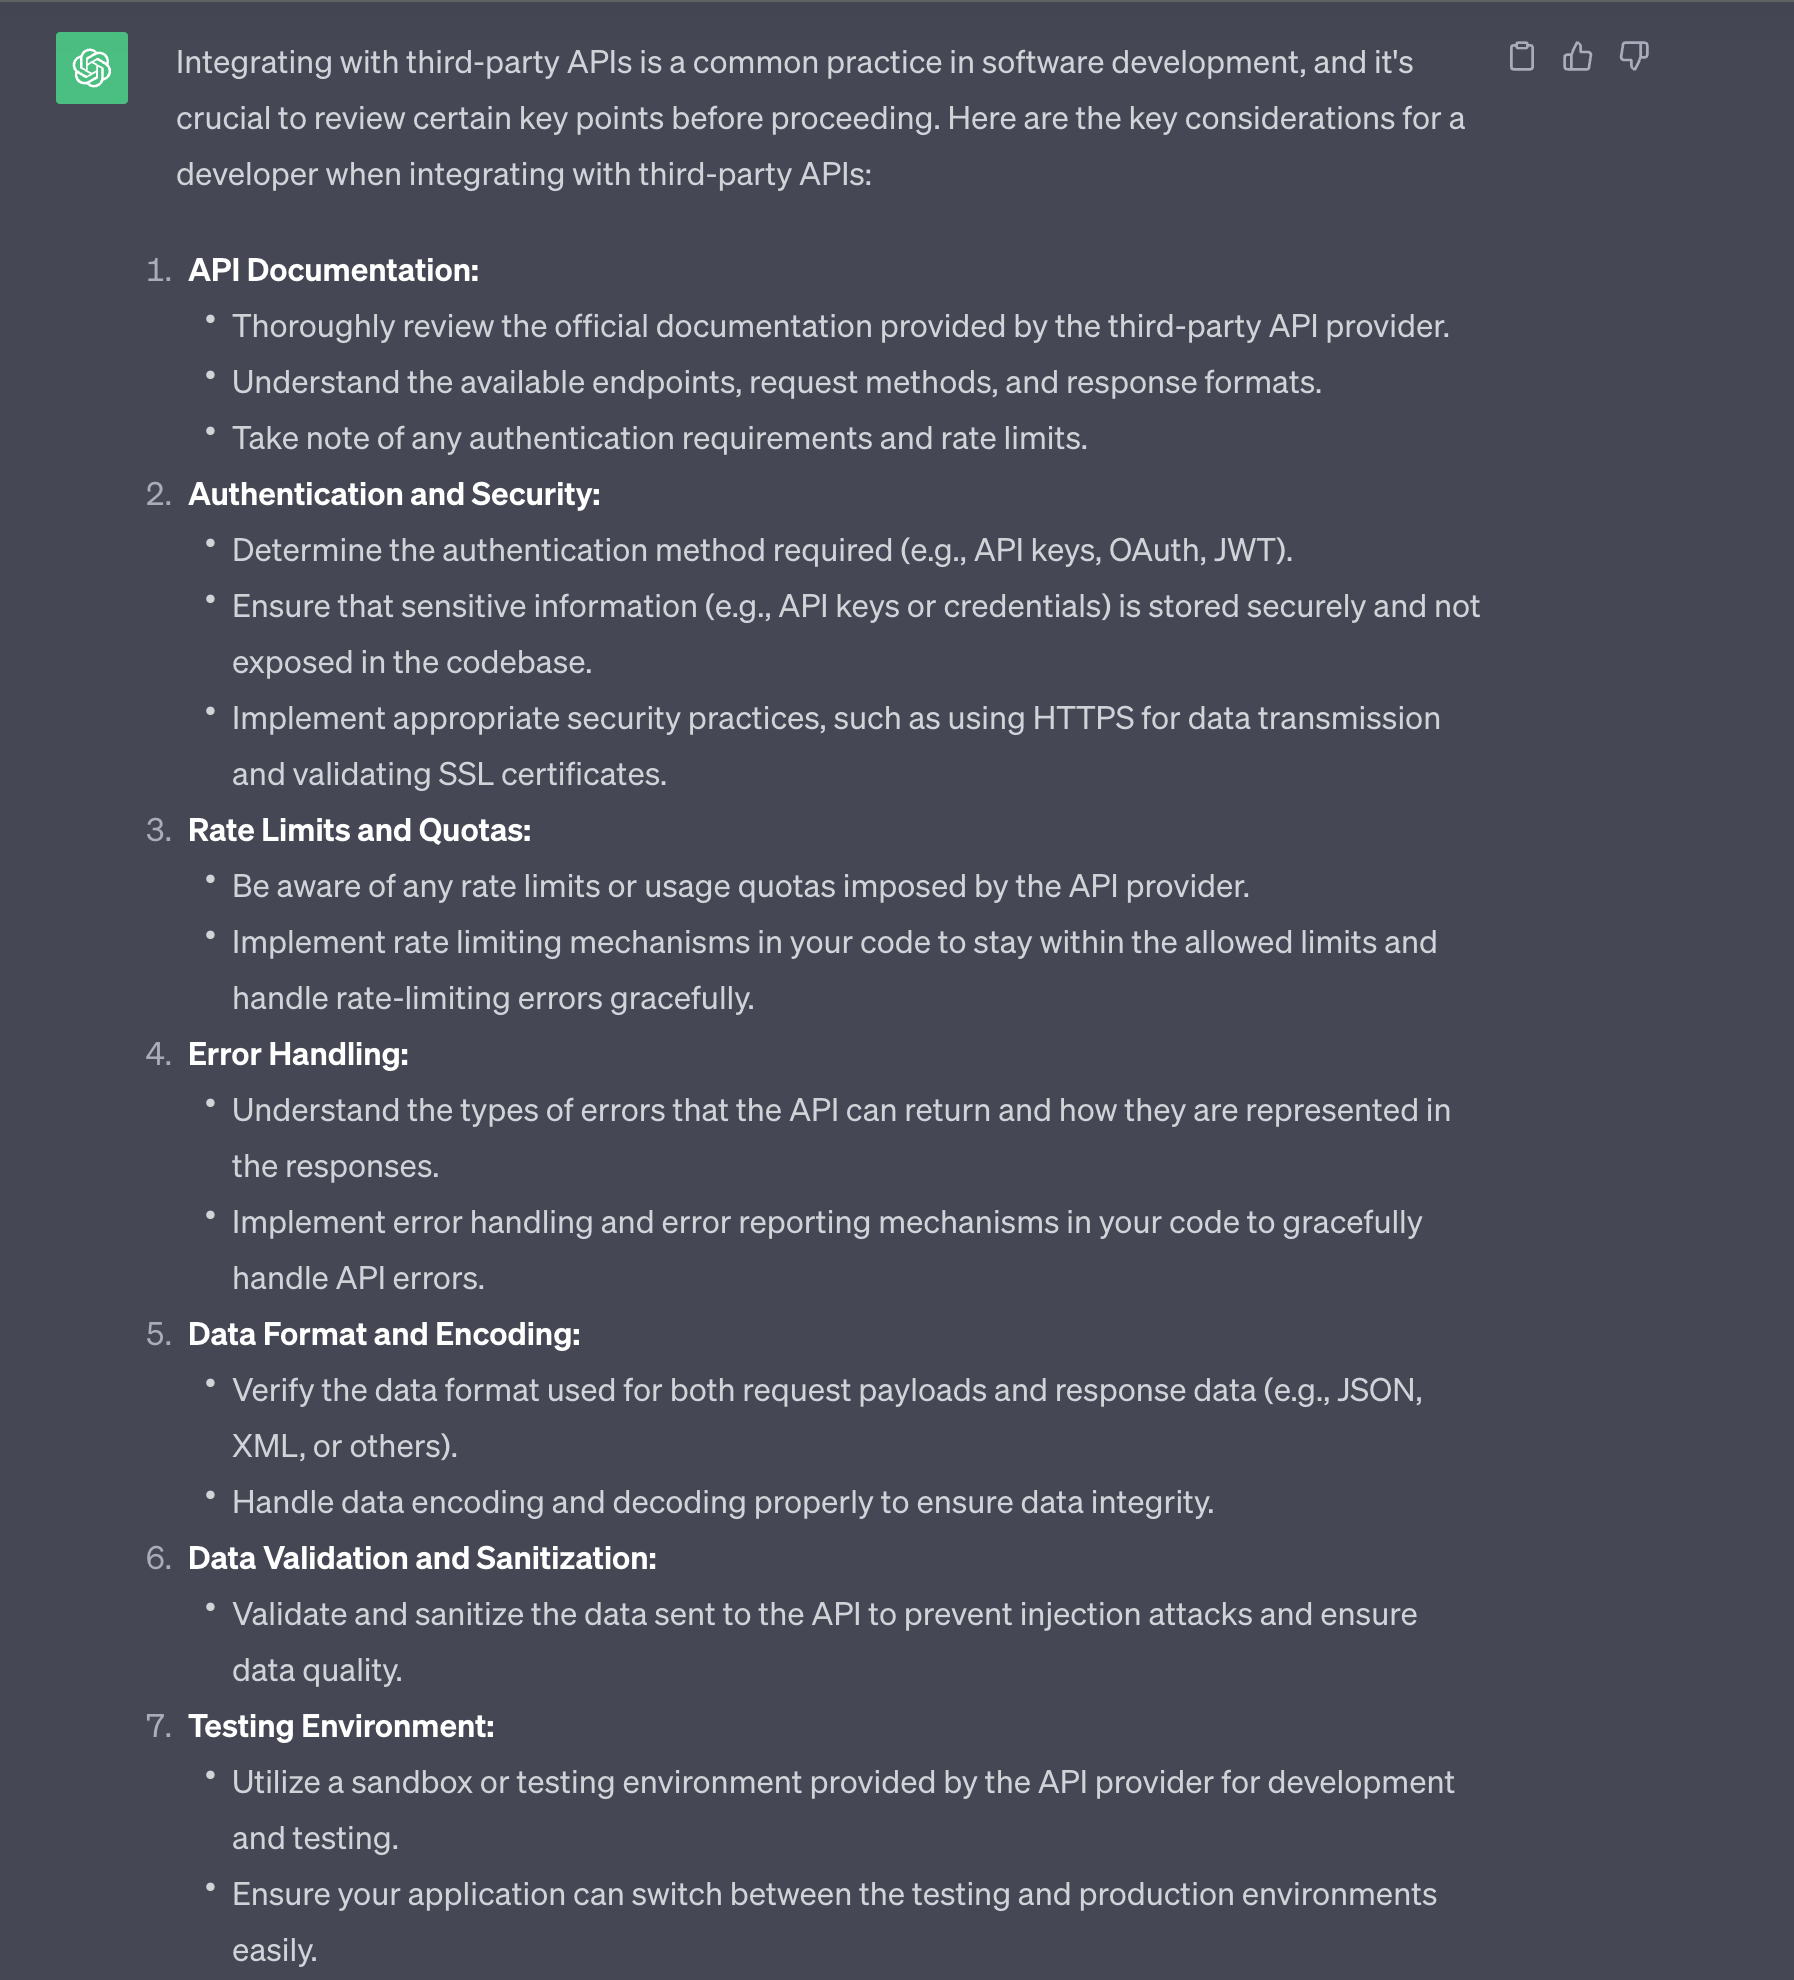 Integrating with third-party APIs is a common practice in software development, and it's
crucial to review certain key points before proceeding. Here are the key considerations for a
developer when integrating with third-party APIs:
1. API Documentation:
• Thoroughly review the official documentation provided by the third-party API provider.
• Understand the available endpoints, request methods, and response formats.
• Take note of any authentication requirements and rate limits.
2. Authentication and Security:
• Determine the authentication method required (e.g., API keys, OAuth, JWT).
• Ensure that sensitive information (e.g., API keys or credentials) is stored securely and not
exposed in the codebase.
• Implement appropriate security practices, such as using HTTPS for data transmission
and validating SSL certificates.
3. Rate Limits and Quotas:
• Be aware of any rate limits or usage quotas imposed by the API provider.
• Implement rate limiting mechanisms in your code to stay within the allowed limits and
handle rate-limiting errors gracefully.
4. Error Handling:
• Understand the types of errors that the API can return and how they are represented in
the responses.
• Implement error handling and error reporting mechanisms in your code to gracefully
handle API errors.
5. Data Format and Encoding:
• Verify the data format used for both request payloads and response data (e.g., JSON,
XML, or others).
• Handle data encoding and decoding properly to ensure data integrity.
6. Data Validation and Sanitization:
• Validate and sanitize the data sent to the API to prevent injection attacks and ensure
data quality.
7. Testing Environment:
• Utilize a sandbox or testing environment provided by the API provider for development
and testing.
• Ensure your application can switch between the testing and production environments
easily.